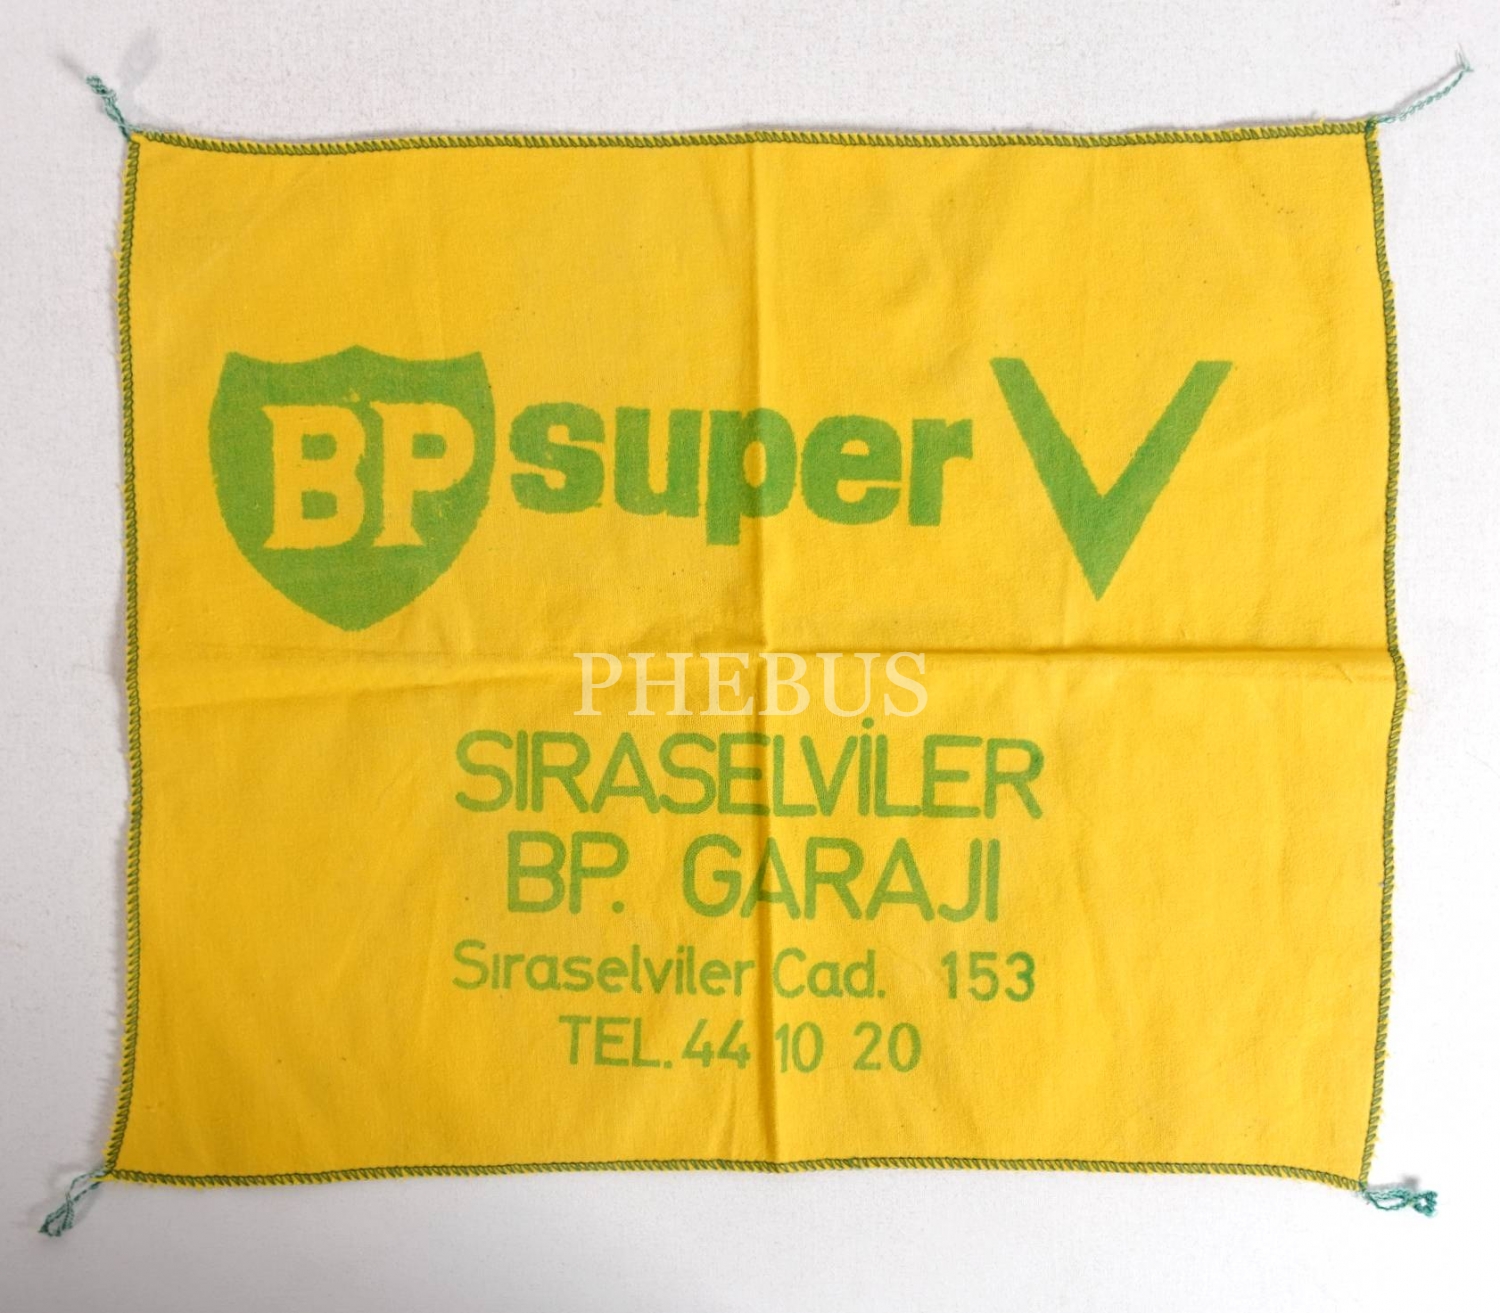 BP super V
PHEBUS
SIRASELVİLER
BP. GARAJI
Sıraselviler Cad. 153
TEL. 44 10 20